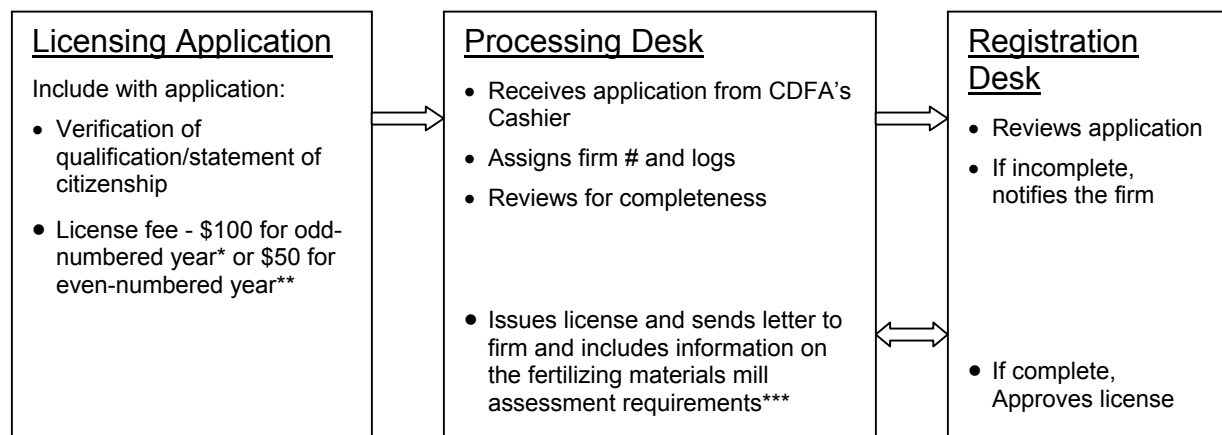 Licensing Application
Include with application:
• Verification of
qualification/statement of
citizenship
• License fee - $100 for odd-
numbered year* or $50 for
even-numbered year**
Processing Desk
• Receives application from CDFA's
Cashier
• Assigns firm # and logs
• Reviews for completeness
• Issues license and sends letter to
firm and includes information on
the fertilizing materials mill
assessment requirements***
Registration
Desk
• Reviews application
• If incomplete,
notifies the firm
• If complete,
Approves license